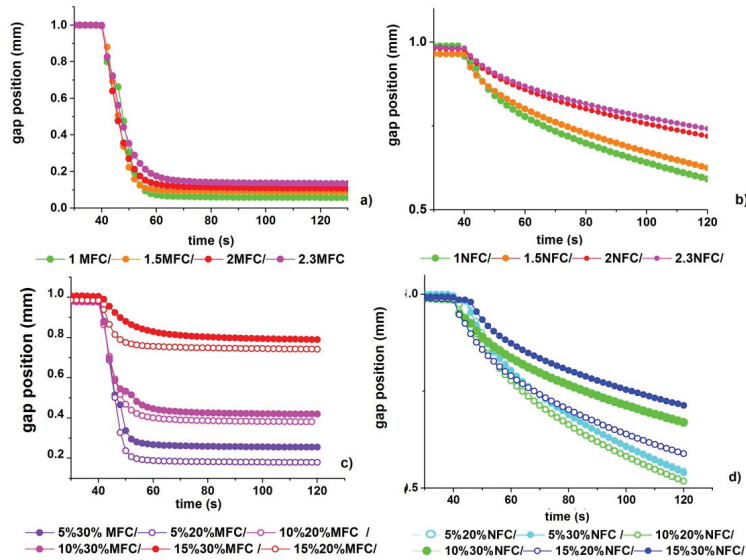 gap position (mm)
1.0
0.8
0.6
0.4
0.2
0.0
40
60
80
100
120
a)
time (s)
1 MFC/ 1.5MFC/ 2MFC/ 2.3MFC
gap position (mm)
1.0
0.5
40
60
80
100
120
b)
time (s)
1NFC/ 1.5NFC/ 2NFC/ 2.3NFC/
gap position (mm)
1.0
0.8
0.6
0.4
0.2
20 40 60 80 100 120 140
c)
time (s)
5%30% MFC/ 5%20%MFC/ 10%20%MFC /
10%30%MFC/ 15%30%MFC / 15%20%MFC/
gap position (mm)
.0
.5
20 40 60 80 100 120
d)
time (s)
5%20%NFC/ 5%30%NFC/ 10%20%NFC/
10%30%NFC/ 15%20%NFC/ 15%30%NFC/